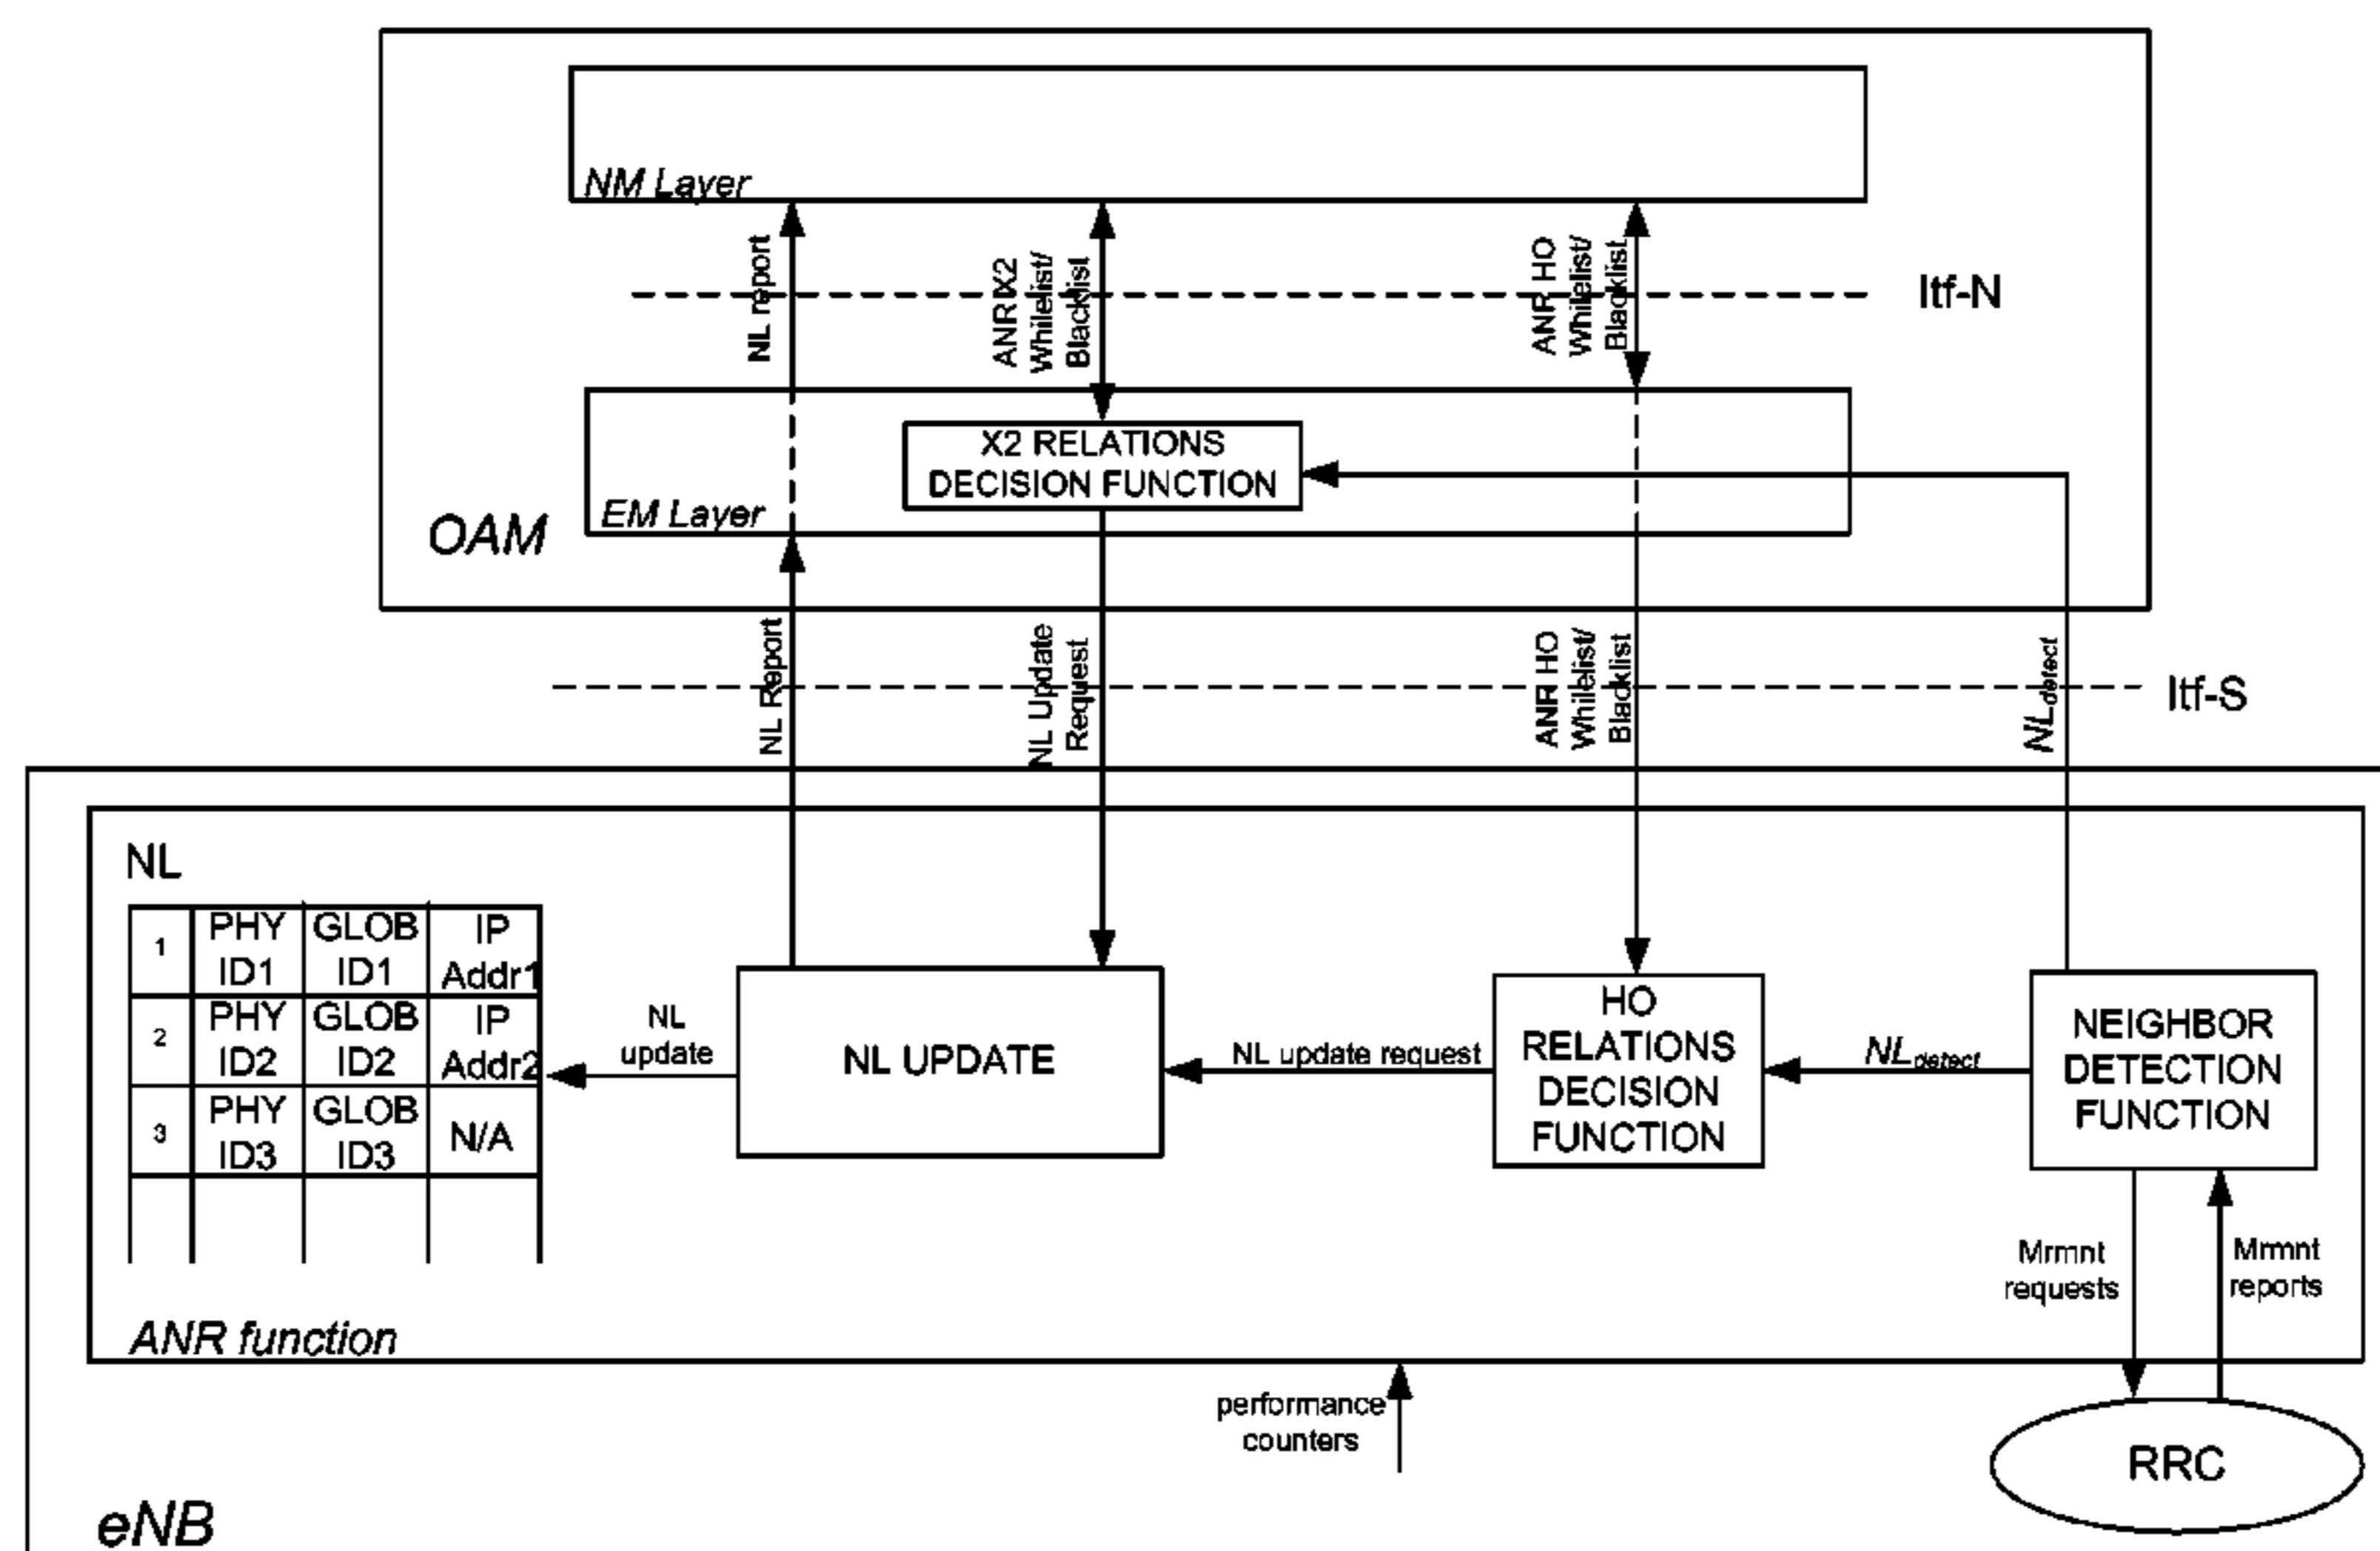 NM Layer
NL report
ANR X2
Whilelist/
Blacklist
ANR HO
Whilelist/
Blacklist
Itf-N
X2 RELATIONS
DECISION FUNCTION
EM Layer
OAM
NL Report
NL Update
Request
ANR HO
Whilelist/
Blacklist
NLdetect
Itf-S
NL
1
PHY
ID1
GLOB
ID1
IP
Addr1
2
PHY
ID2
GLOB
ID2
IP
Addr2
3
PHY
ID3
GLOB
ID3
N/A
NL
update
NL UPDATE
NL update request
HO
RELATIONS
DECISION
FUNCTION
NLdetect
NEIGHBOR
DETECTION
FUNCTION
Mrmnt
requests
Mrmnt
reports
ANR function
performance
counters
RRC
eNB